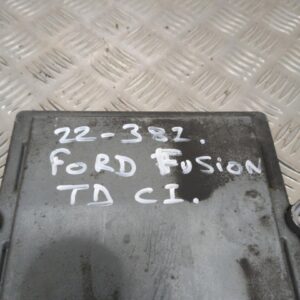 22-382.
FORD FUSION
TD CI.